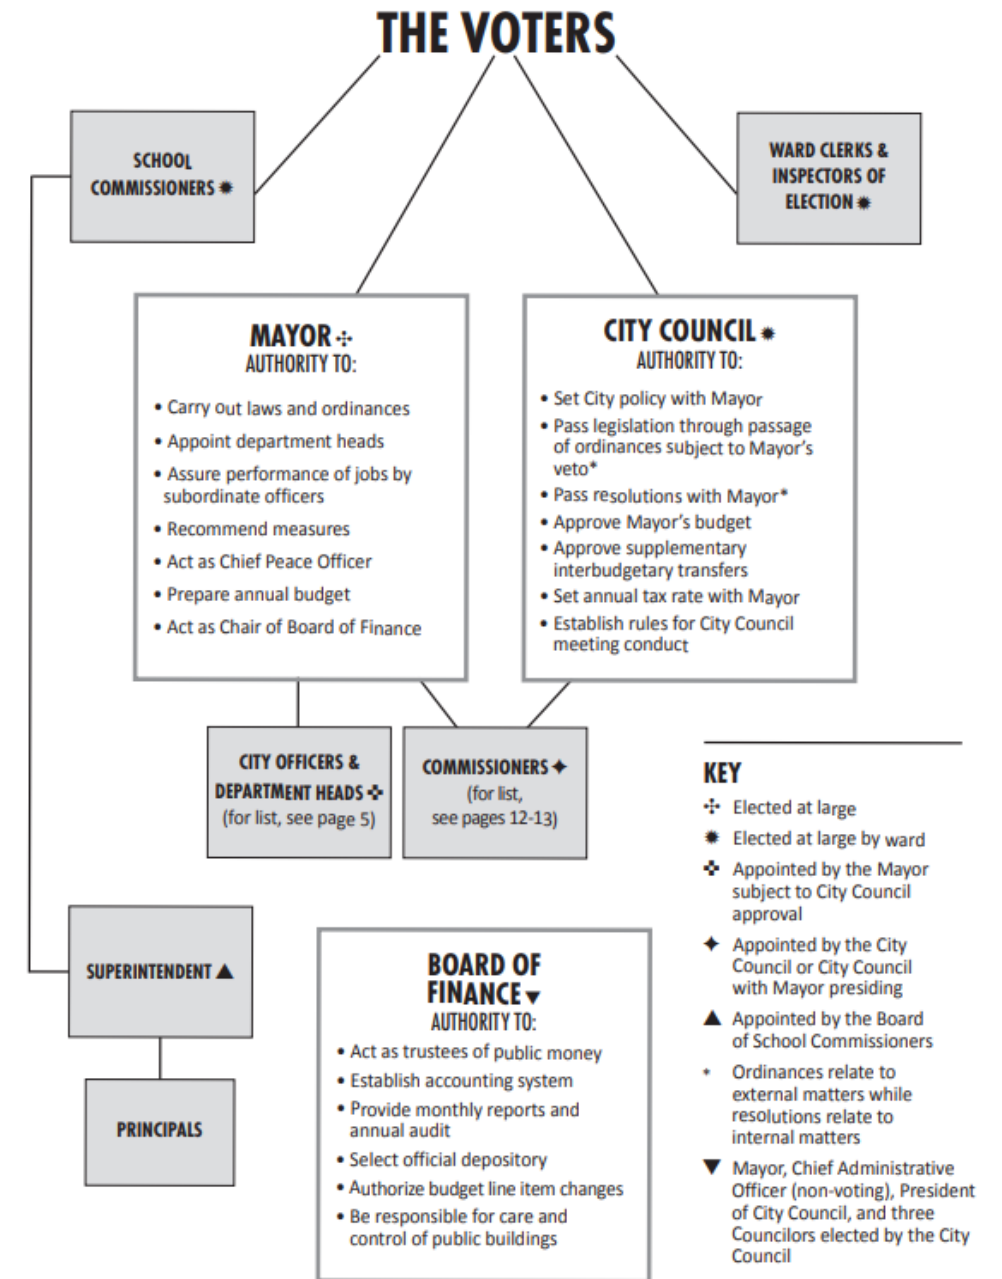 THE VOTERS
SCHOOL
COMMISSIONERS ✹
WARD CLERKS &
INSPECTORS OF
ELECTION ✹
MAYOR ✣
AUTHORITY TO:
• Carry out laws and ordinances
• Appoint department heads
• Assure performance of jobs by
subordinate officers
• Recommend measures
• Act as Chief Peace Officer
• Prepare annual budget
• Act as Chair of Board of Finance
CITY COUNCIL ✹
AUTHORITY TO:
• Set City policy with Mayor
• Pass legislation through passage
of ordinances subject to Mayor's
veto*
• Pass resolutions with Mayor*
• Approve Mayor's budget
• Approve supplementary
interbudgetary transfers
• Set annual tax rate with Mayor
• Establish rules for City Council
meeting conduct
CITY OFFICERS &
DEPARTMENT HEADS ✜
(for list, see page 5)
COMMISSIONERS ✦
(for list,
see pages 12-13)
SUPERINTENDENT ▲
PRINCIPALS
BOARD OF
FINANCE ▼
AUTHORITY TO:
• Act as trustees of public money
• Establish accounting system
• Provide monthly reports and
annual audit
• Select official depository
• Authorize budget line item changes
• Be responsible for care and
control of public buildings
KEY
✣ Elected at large
✹ Elected at large by ward
✜ Appointed by the Mayor
subject to City Council
approval
✦ Appointed by the City
Council or City Council
with Mayor presiding
▲ Appointed by the Board
of School Commissioners
* Ordinances relate to
external matters while
resolutions relate to
internal matters
▼ Mayor, Chief Administrative
Officer (non-voting), President
of City Council, and three
Councilors elected by the City
Council